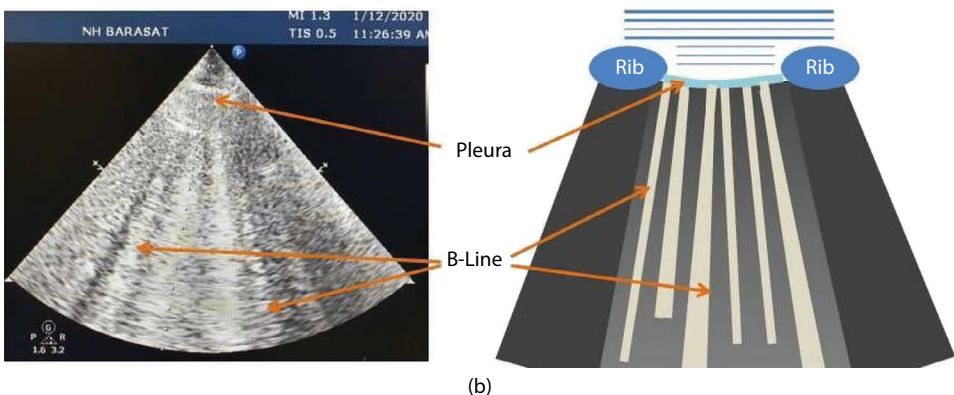 MI 1.3 1/12/2020
NH BARASAT TIS 0.5 11:26:39 AM
P
Rib Rib
Pleura
B-Line
G
P R
1.6 3.2
(b)